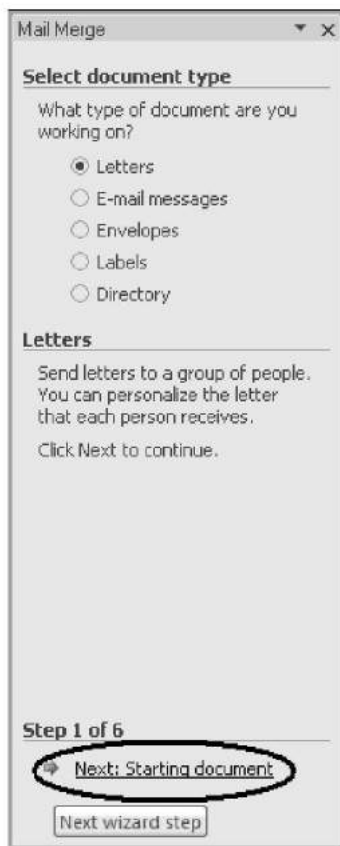 Mail Merge
Select document type
What type of document are you
working on?
Letters
E-mail messages
Envelopes
Labels
Directory
Letters
Send letters to a group of people.
You can personalize the letter
that each person receives.
Click Next to continue.
Step 1 of 6
Next: Starting document
Next wizard step